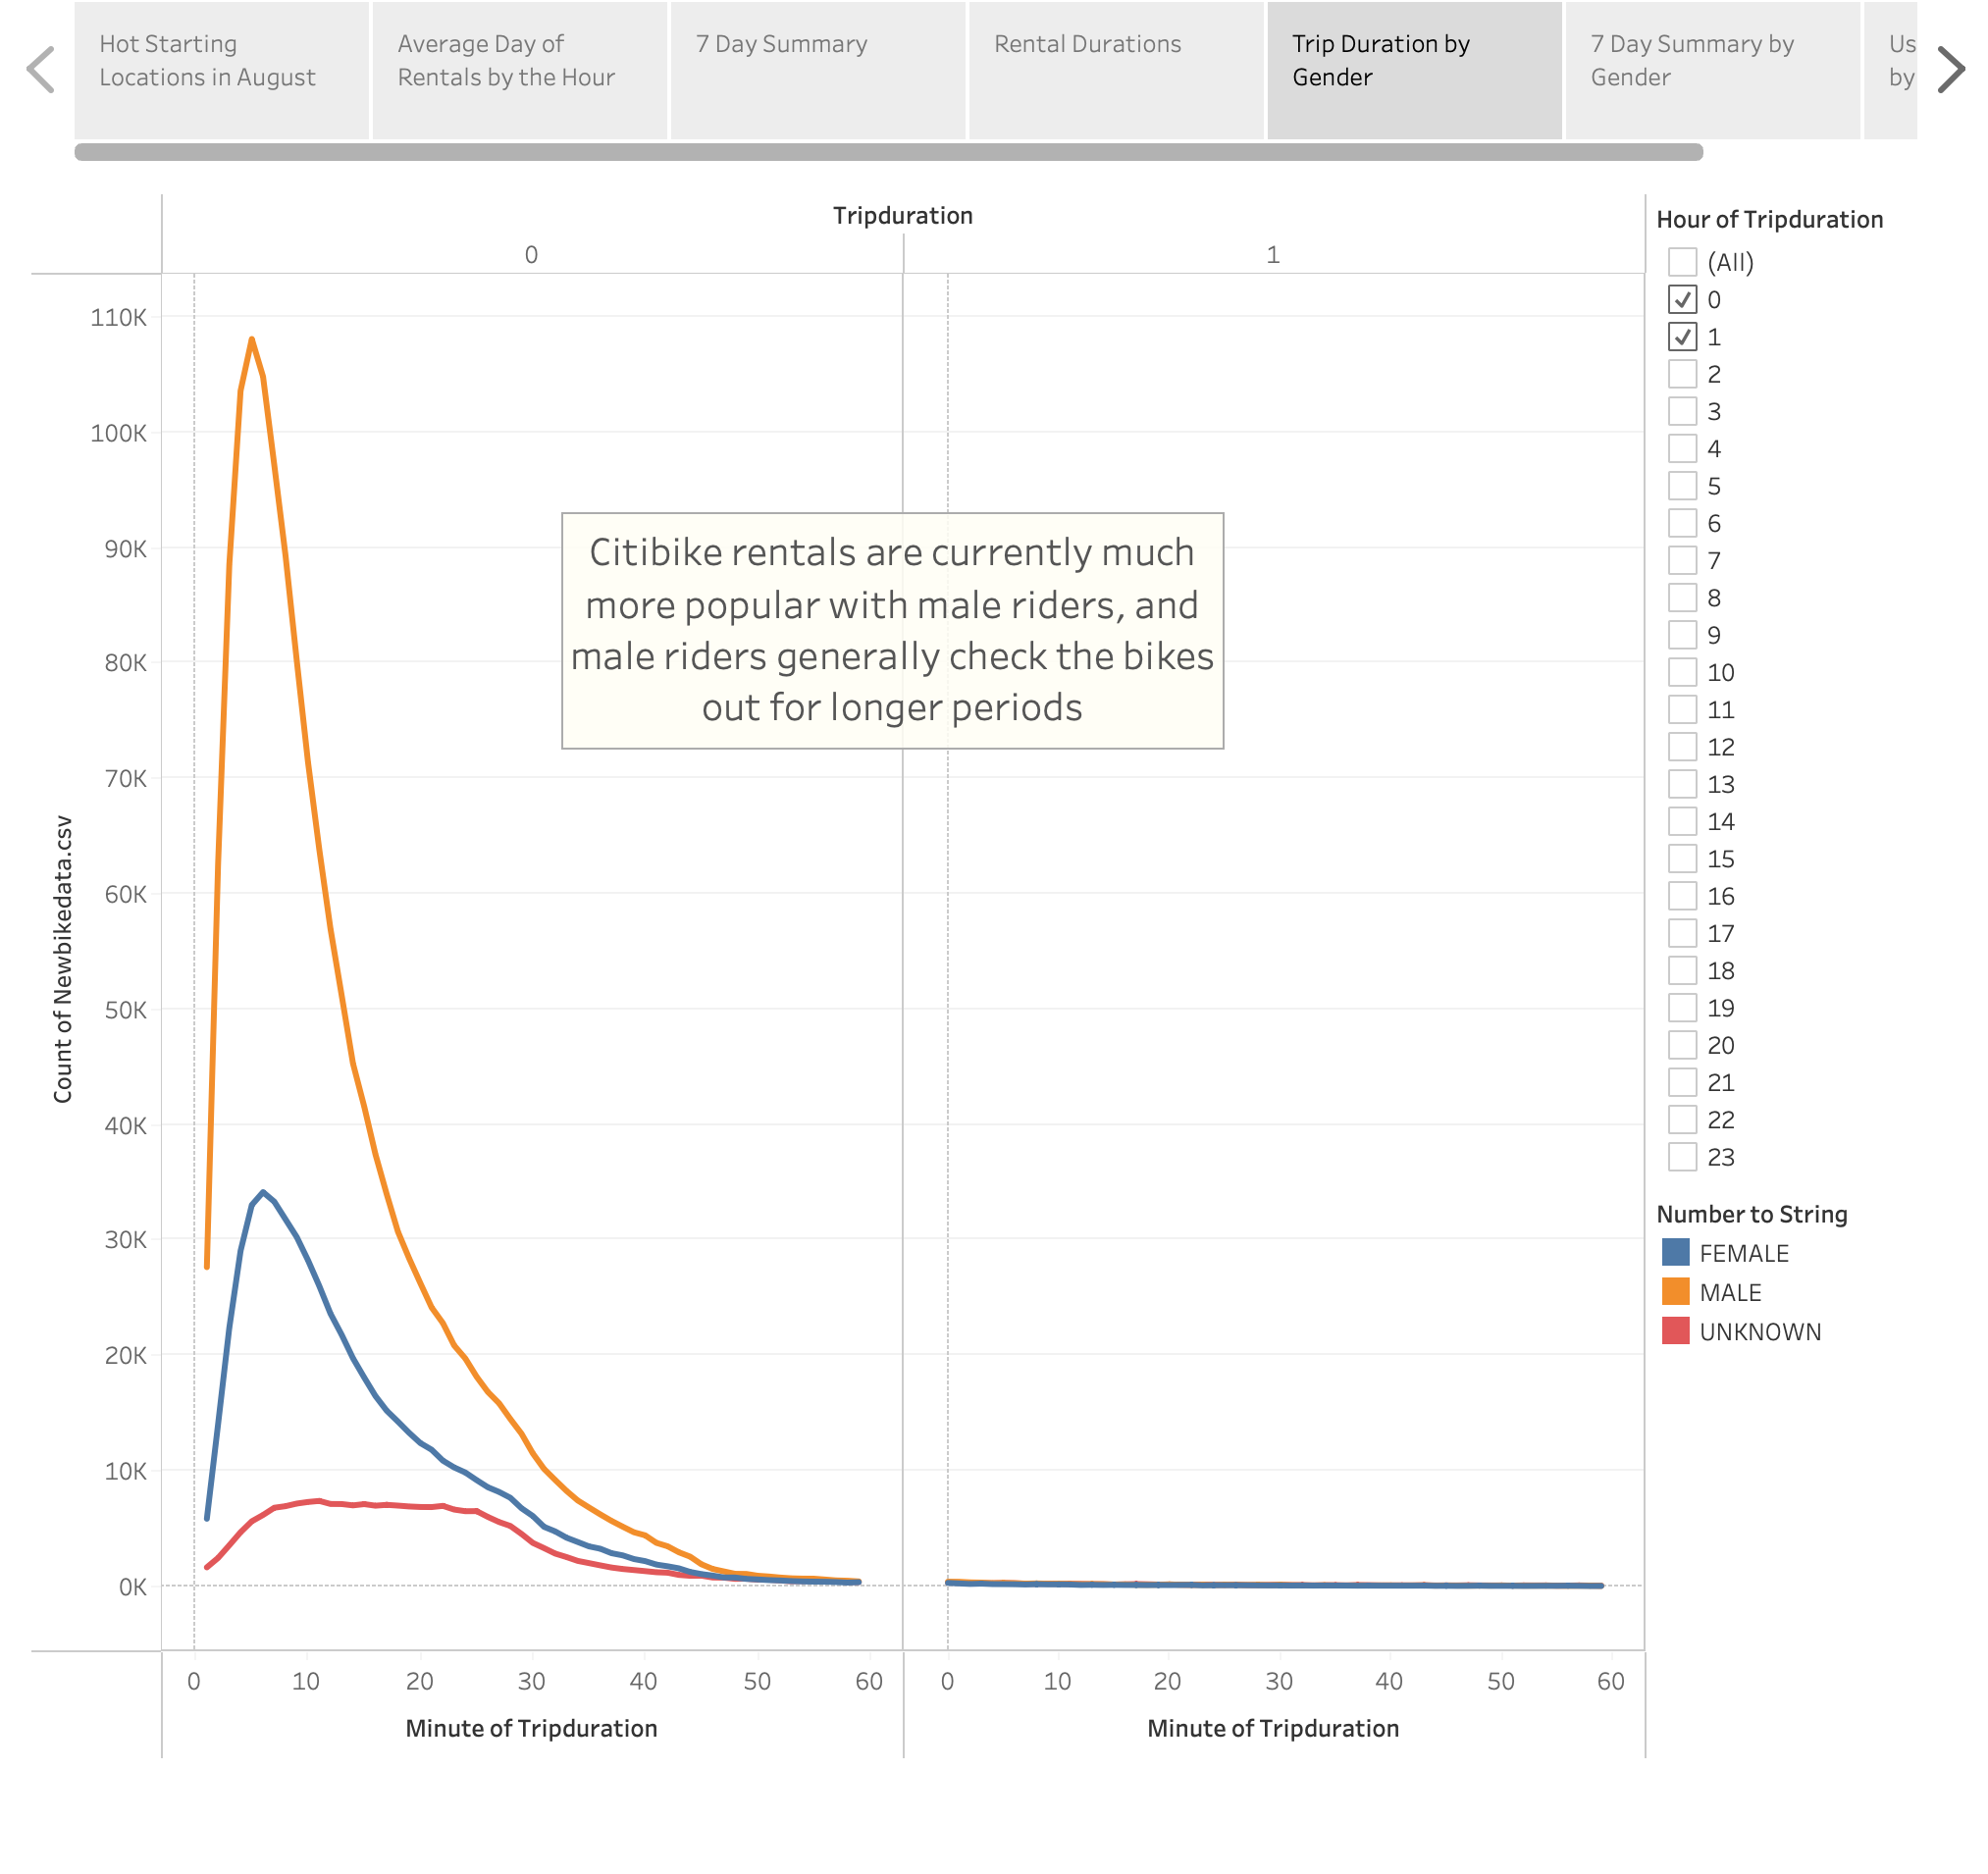 Hot Starting
Locations in August
Average Day of
Rentals by the Hour
7 Day Summary
Rental Durations
Trip Duration by
Gender
7 Day Summary by
Gender
Us
by
Tripduration
0
1
110K
100K
90K
80K
70K
60K
50K
40K
30K
20K
10K
0K
Count of Newbikedata.csv
Citibike rentals are currently much
more popular with male riders, and
male riders generally check the bikes
out for longer periods
0 10 20 30 40 50 60
0 10 20 30 40 50 60
Minute of Tripduration
Minute of Tripduration
Hour of Tripduration
(All)
0
1
2
3
4
5
6
7
8
9
10
11
12
13
14
15
16
17
18
19
20
21
22
23
Number to String
FEMALE
MALE
UNKNOWN